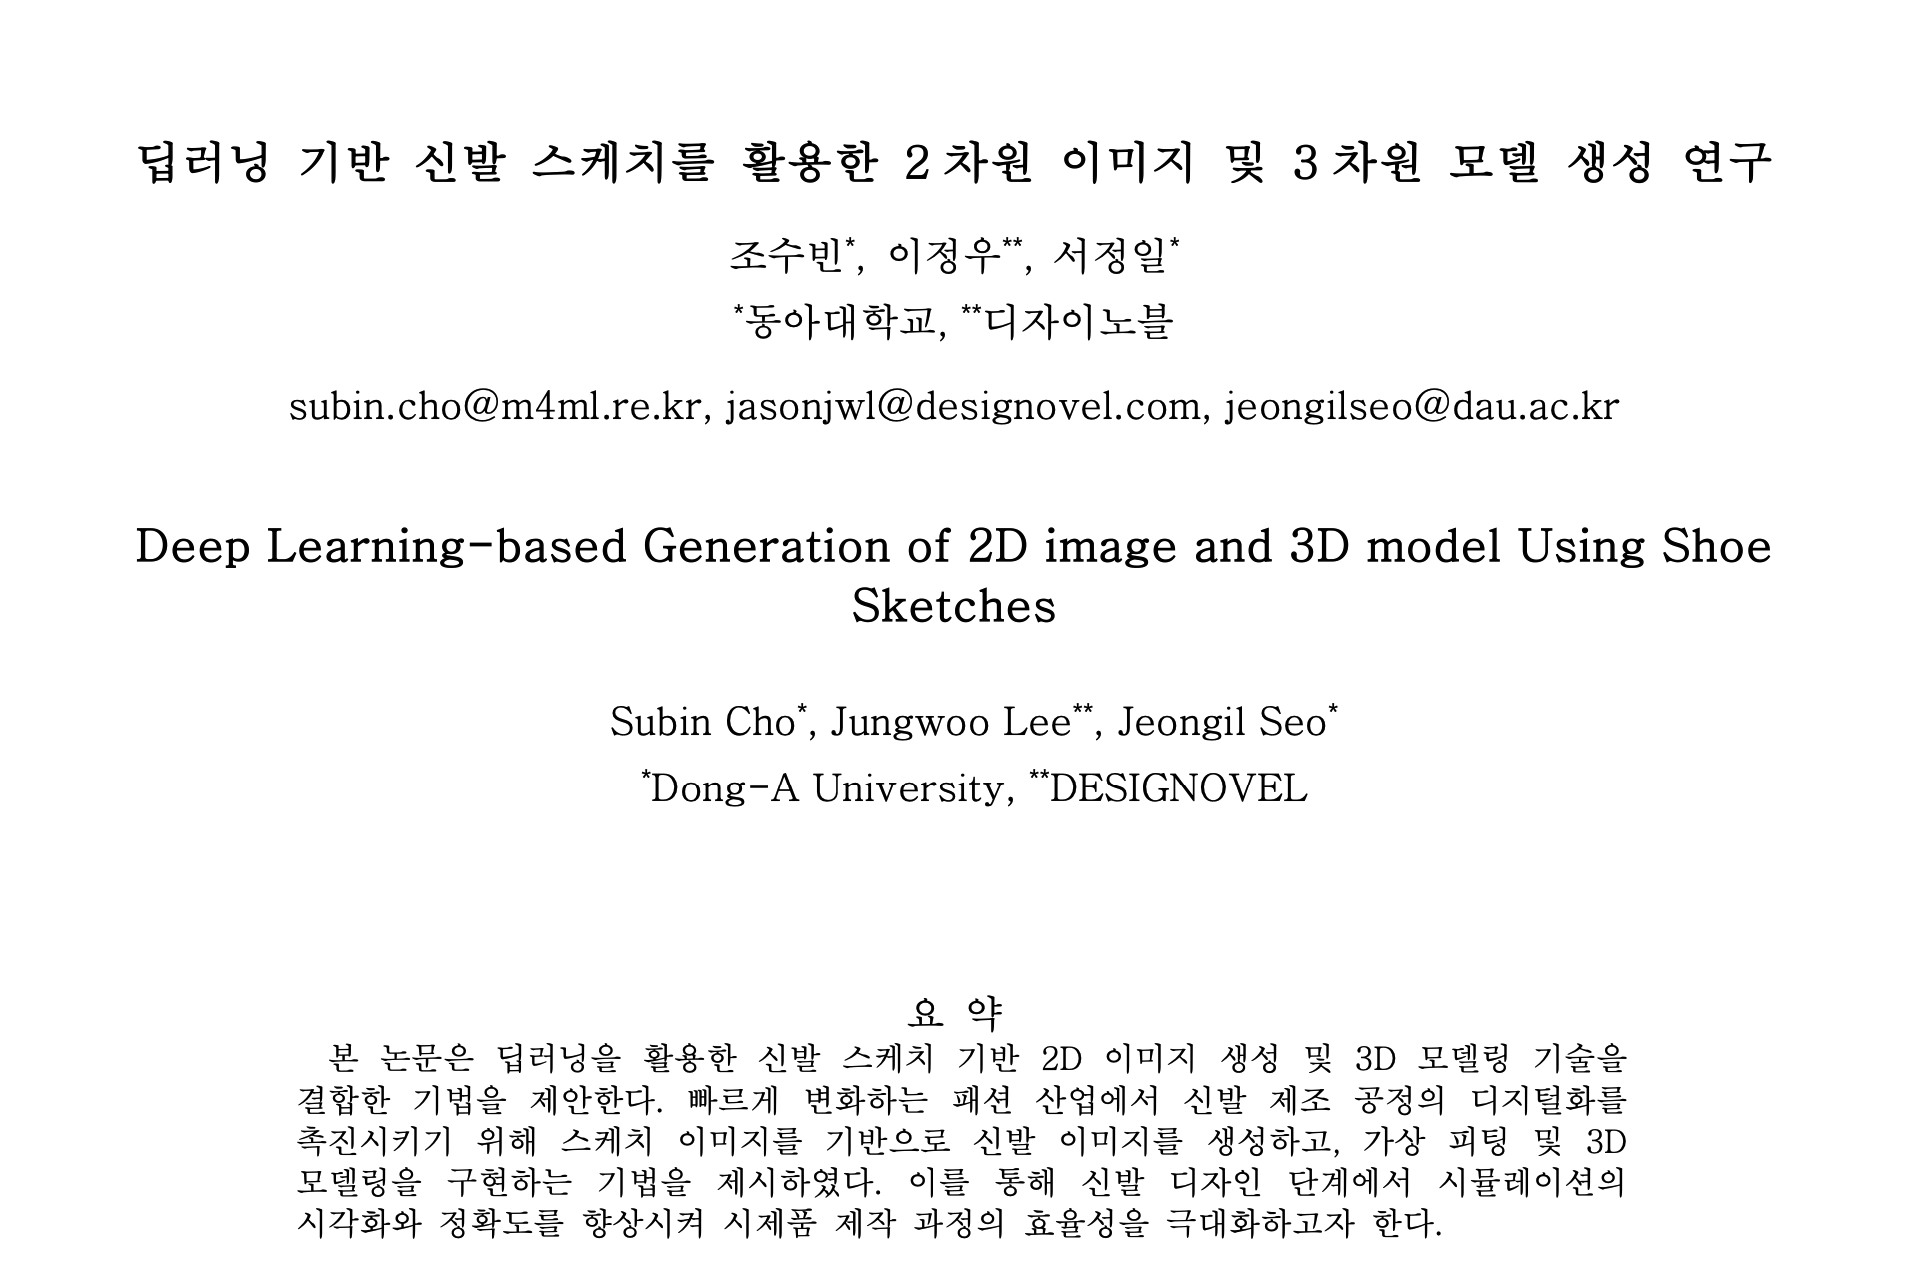 딥러닝 기반 신발 스케치를 활용한 2차원 이미지 및 3차원 모델 생성 연구
조수빈*, 이정우**, 서정일*
*동아대학교, **디자이노블
subin.cho@m4ml.re.kr, jasonjwl@designovel.com, jeongilseo@dau.ac.kr
Deep Learning-based Generation of 2D image and 3D model Using Shoe
Sketches
Subin Cho*, Jungwoo Lee**, Jeongil Seo*
*Dong-A University, **DESIGNOVEL
요 약
본 논문은 딥러닝을 활용한 신발 스케치 기반 2D 이미지 생성 및 3D 모델링 기술을
결합한 기법을 제안한다. 빠르게 변화하는 패션 산업에서 신발 제조 공정의 디지털화를
촉진시키기 위해 스케치 이미지를 기반으로 신발 이미지를 생성하고, 가상 피팅 및 3D
모델링을 구현하는 기법을 제시하였다. 이를 통해 신발 디자인 단계에서 시뮬레이션의
시각화와 정확도를 향상시켜 시제품 제작 과정의 효율성을 극대화하고자 한다.